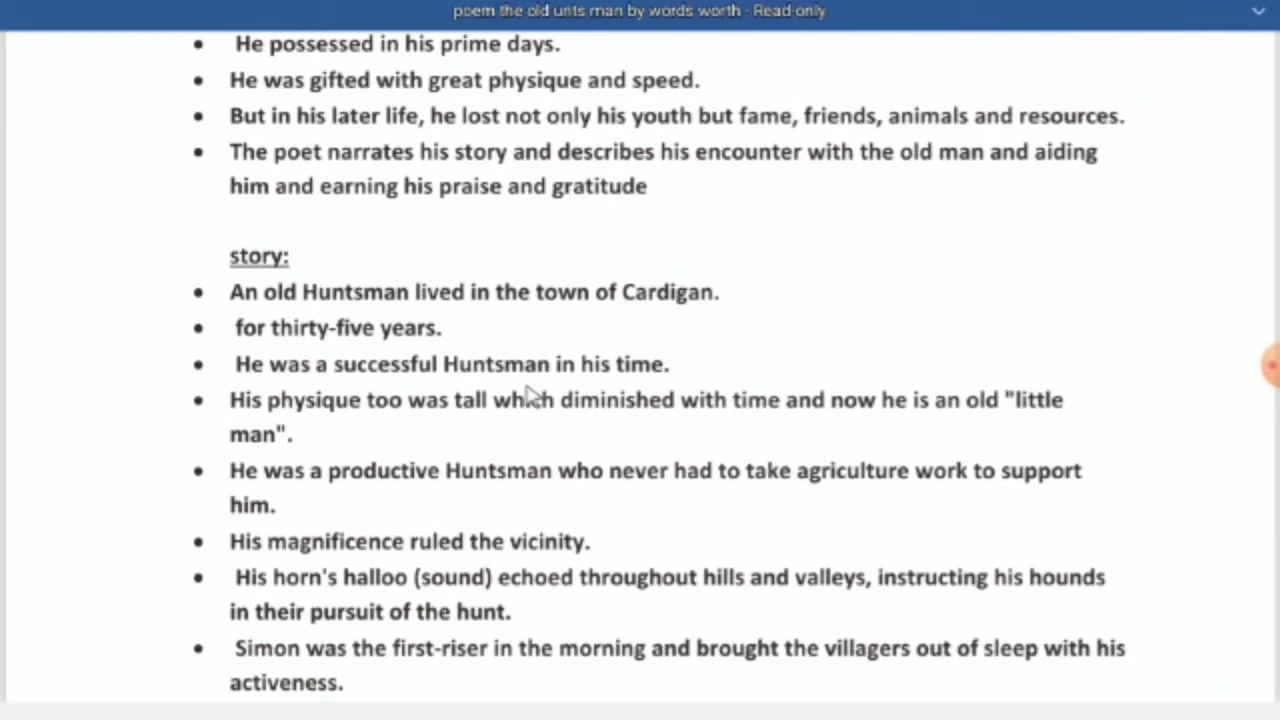 poem the old unts man by words worth - Read-only
• He possessed in his prime days.
• He was gifted with great physique and speed.
• But in his later life, he lost not only his youth but fame, friends, animals and resources.
• The poet narrates his story and describes his encounter with the old man and aiding
him and earning his praise and gratitude
story:
• An old Huntsman lived in the town of Cardigan.
• for thirty-five years.
• He was a successful Huntsman in his time.
• His physique too was tall which diminished with time and now he is an old "little
man".
• He was a productive Huntsman who never had to take agriculture work to support
him.
• His magnificence ruled the vicinity.
• His horn's halloo (sound) echoed throughout hills and valleys, instructing his hounds
in their pursuit of the hunt.
• Simon was the first-riser in the morning and brought the villagers out of sleep with his
activeness.